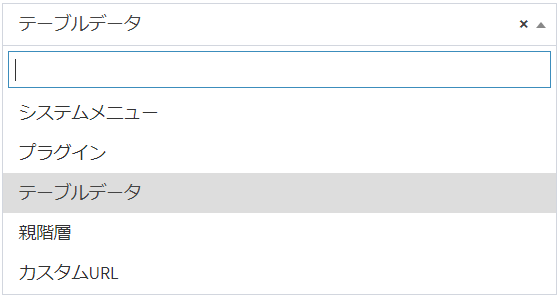 テーブルデータ ×
システムメニュー
プラグイン
テーブルデータ
親階層
カスタムURL